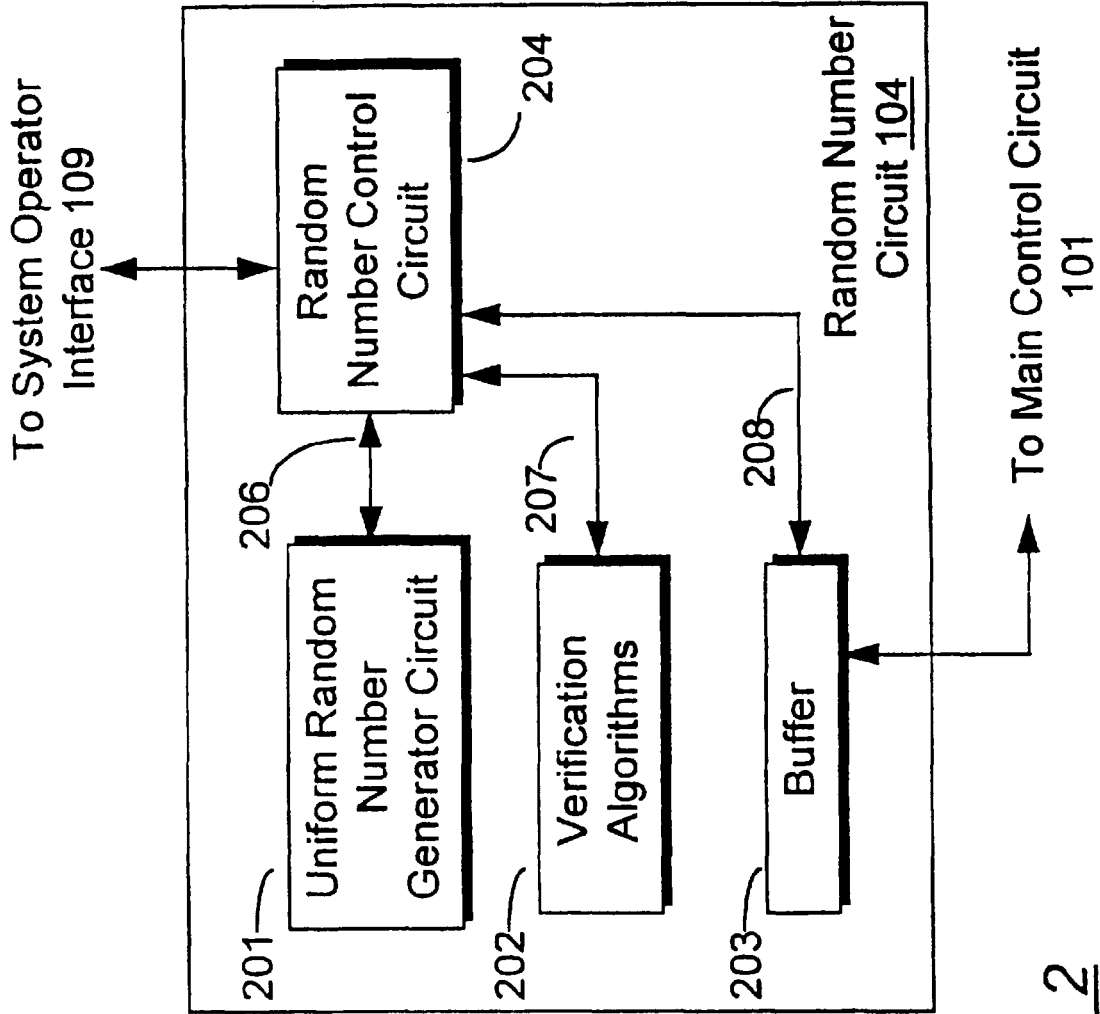 To System Operator
Interface 109
201
Uniform Random
Number
Generator Circuit
206
Random
Number Control
Circuit
204
202
Verification
Algorithms
207
203
Buffer
208
Random Number
Circuit 104
To Main Control Circuit
101
2